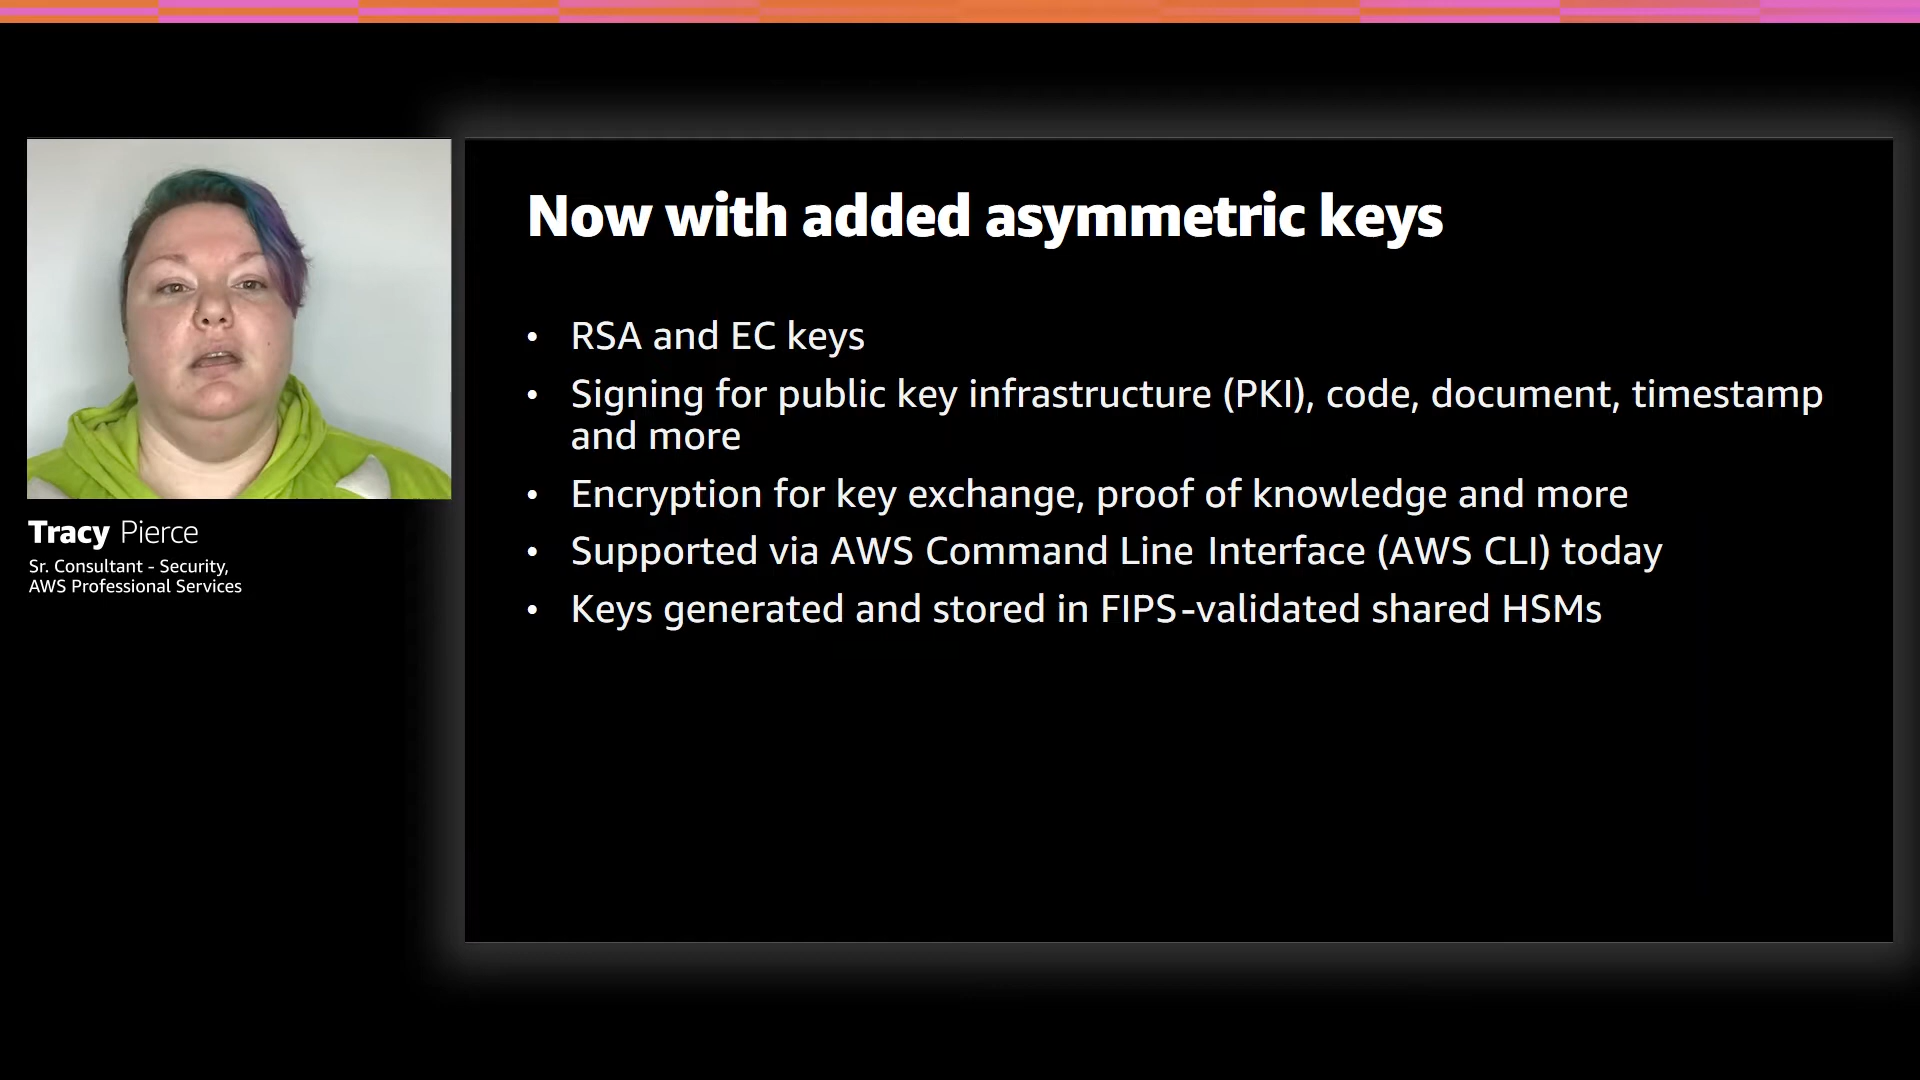 Now with added asymmetric keys
• RSA and EC keys
• Signing for public key infrastructure (PKI), code, document, timestamp
and more
• Encryption for key exchange, proof of knowledge and more
• Supported via AWS Command Line Interface (AWS CLI) today
• Keys generated and stored in FIPS-validated shared HSMs
Tracy Pierce
Sr. Consultant - Security,
AWS Professional Services